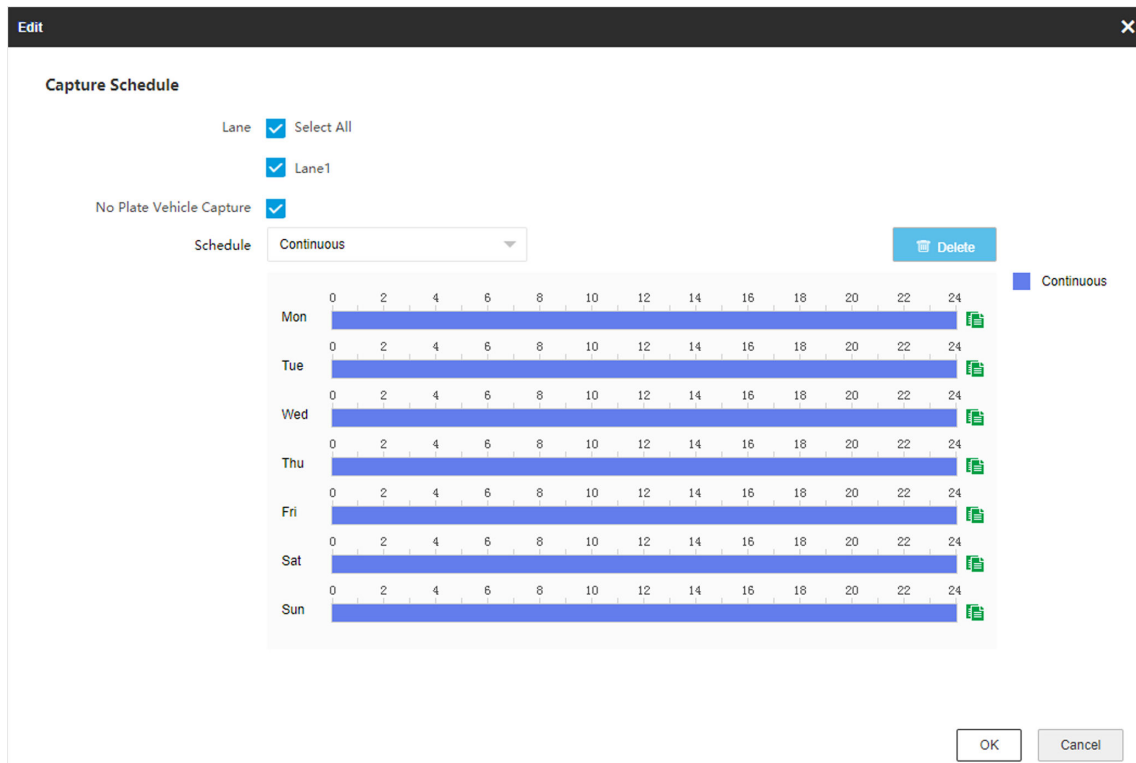 Edit
Capture Schedule
Lane Select All
Lane1
No Plate Vehicle Capture
Schedule Continuous Delete
Continuous
0 2 4 6 8 10 12 14 16 18 20 22 24
Mon
0 2 4 6 8 10 12 14 16 18 20 22 24
Tue
0 2 4 6 8 10 12 14 16 18 20 22 24
Wed
0 2 4 6 8 10 12 14 16 18 20 22 24
Thu
0 2 4 6 8 10 12 14 16 18 20 22 24
Fri
0 2 4 6 8 10 12 14 16 18 20 22 24
Sat
0 2 4 6 8 10 12 14 16 18 20 22 24
Sun
OK Cancel